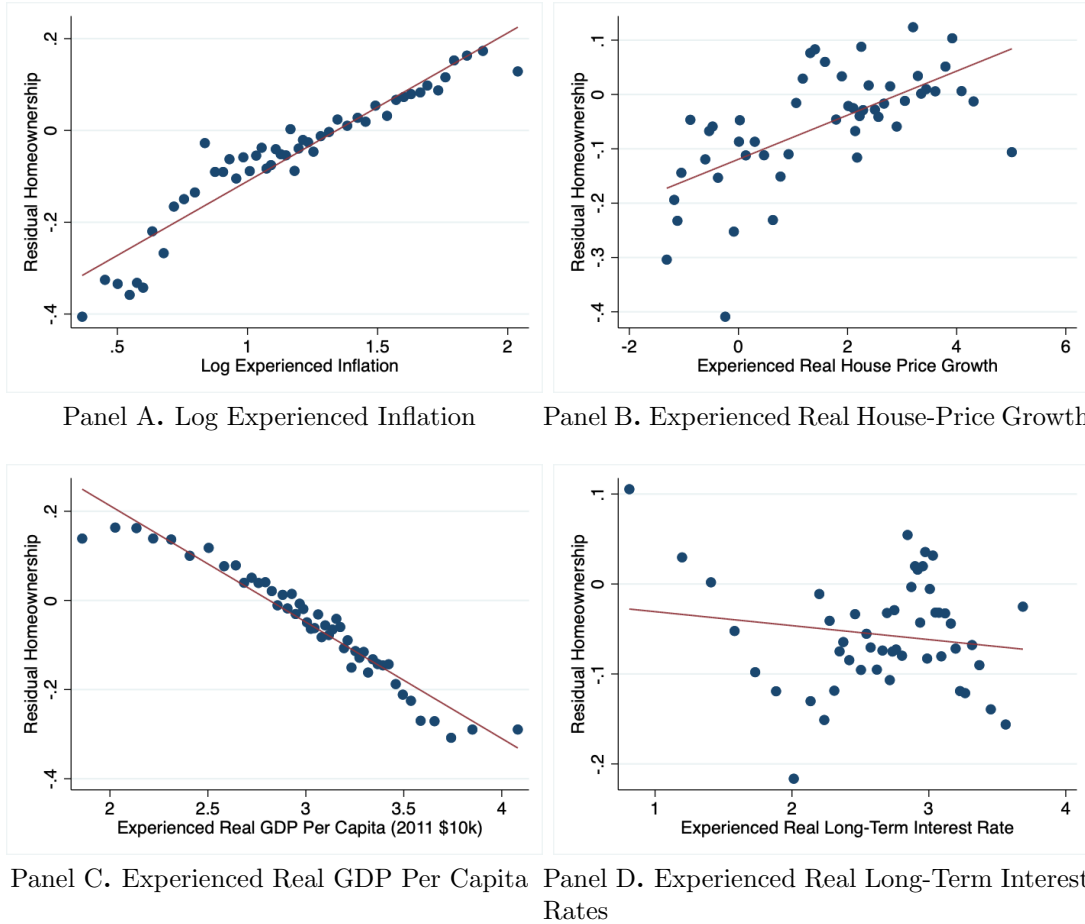 Residual Homeownership
.2
0
-.2
-.4
.5
1
1.5
2
Log Experienced Inflation
Panel A. Log Experienced Inflation
Residual Homeownership
.1
0
-.1
-.2
-.3
-.4
-2
0
2
4
6
Experienced Real House Price Growth
Panel B. Experienced Real House-Price Growth
Residual Homeownership
.2
0
-.2
-.4
2
2.5
3
3.5
4
Experienced Real GDP Per Capita (2011 $10k)
Panel C. Experienced Real GDP Per Capita
Residual Homeownership
.1
0
-.1
-.2
1
2
3
4
Experienced Real Long-Term Interest Rate
Panel D. Experienced Real Long-Term Interest
Rates